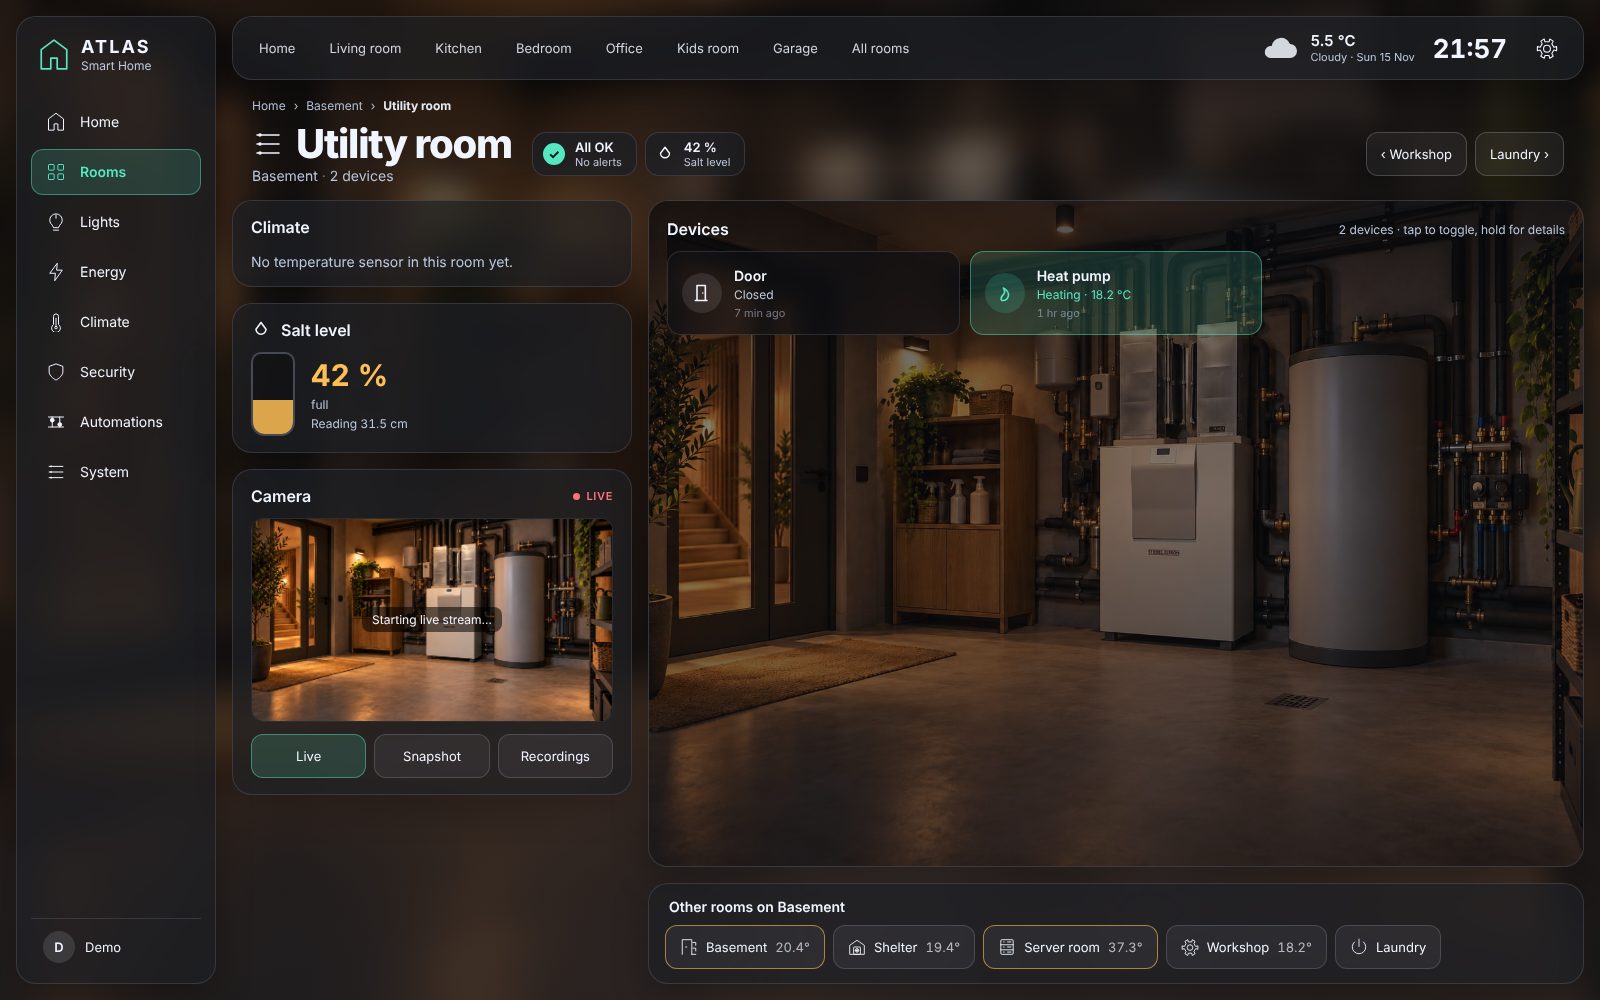 ATLAS
Smart Home
Home
Rooms
Lights
Energy
Climate
Security
Automations
System
D
Demo
Home
Living room
Kitchen
Bedroom
Office
Kids room
Garage
All rooms
5.5 °C
Cloudy · Sun 15 Nov
21:57
Home › Basement › Utility room
Utility room
Basement · 2 devices
All OK
No alerts
42 %
Salt level
‹ Workshop
Laundry ›
Climate
No temperature sensor in this room yet.
Salt level
42 %
full
Reading 31.5 cm
Camera
LIVE
Starting live stream...
Live
Snapshot
Recordings
Devices
2 devices · tap to toggle, hold for details
Door
Closed
7 min ago
Heat pump
Heating · 18.2 °C
1 hr ago
Other rooms on Basement
Basement 20.4°
Shelter 19.4°
Server room 37.3°
Workshop 18.2°
Laundry